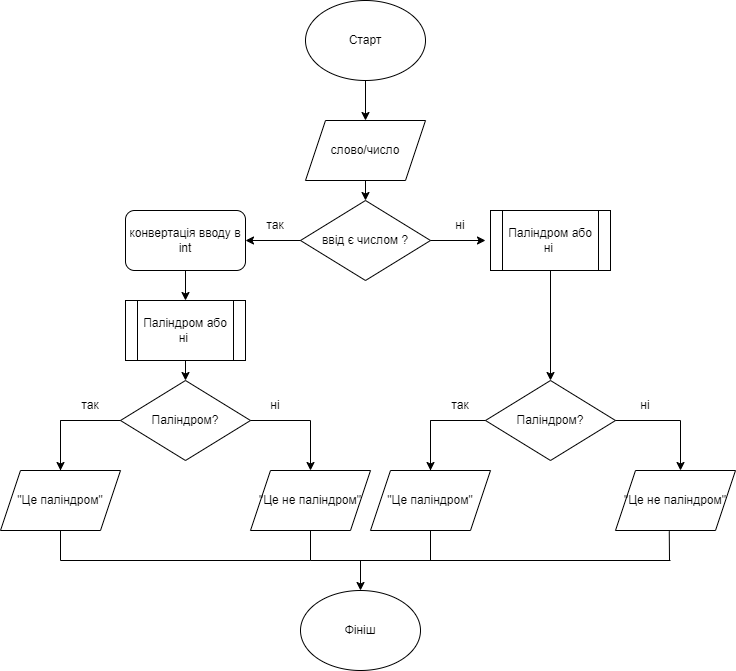 Старт
слово/число
так
ні
конвертація вводу в
int
ввід є числом ?
Паліндром або
ні
Паліндром або
ні
так
Паліндром?
ні
так
Паліндром?
ні
"Це паліндром"
"Це не паліндром"
"Це паліндром"
"Це не паліндром"
Фініш